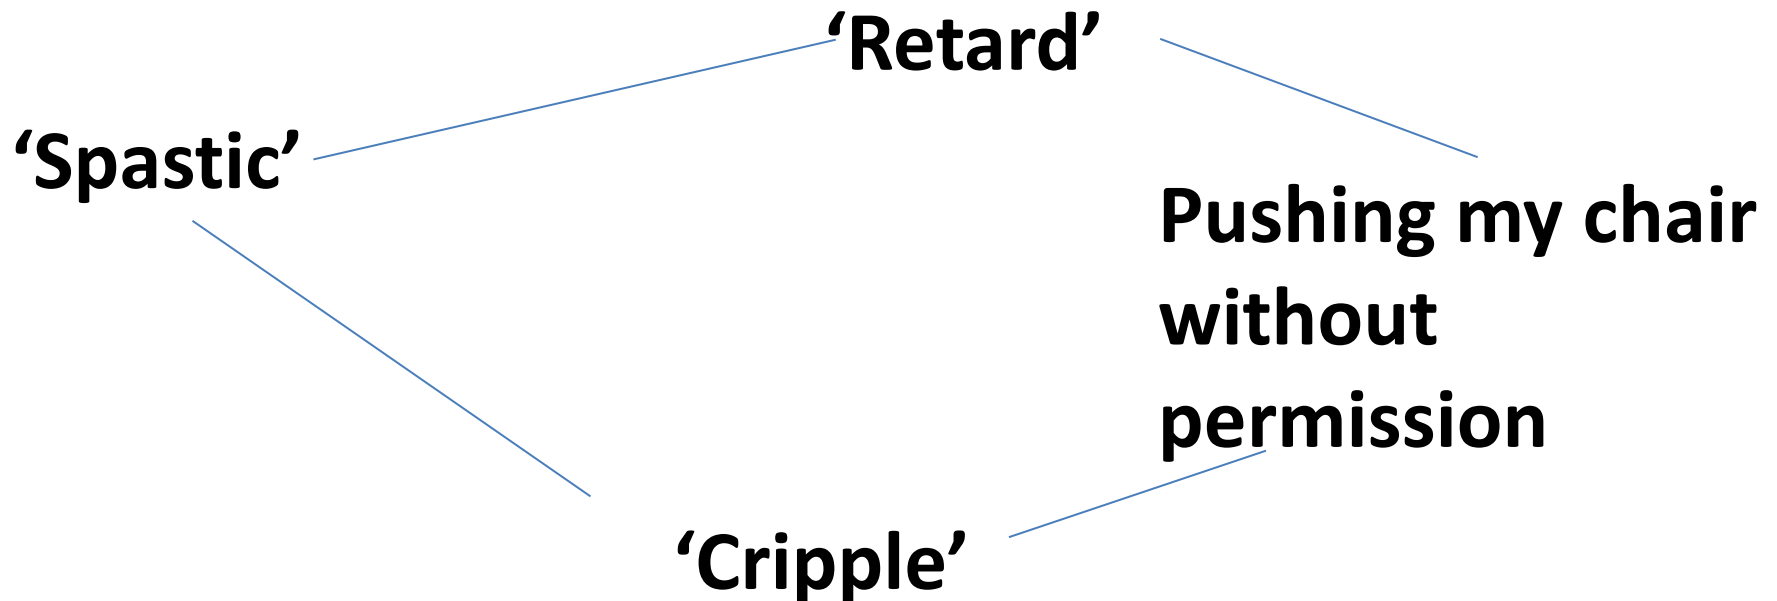 ‘Retard’
‘Spastic’
Pushing my chair
without
permission
‘Cripple’